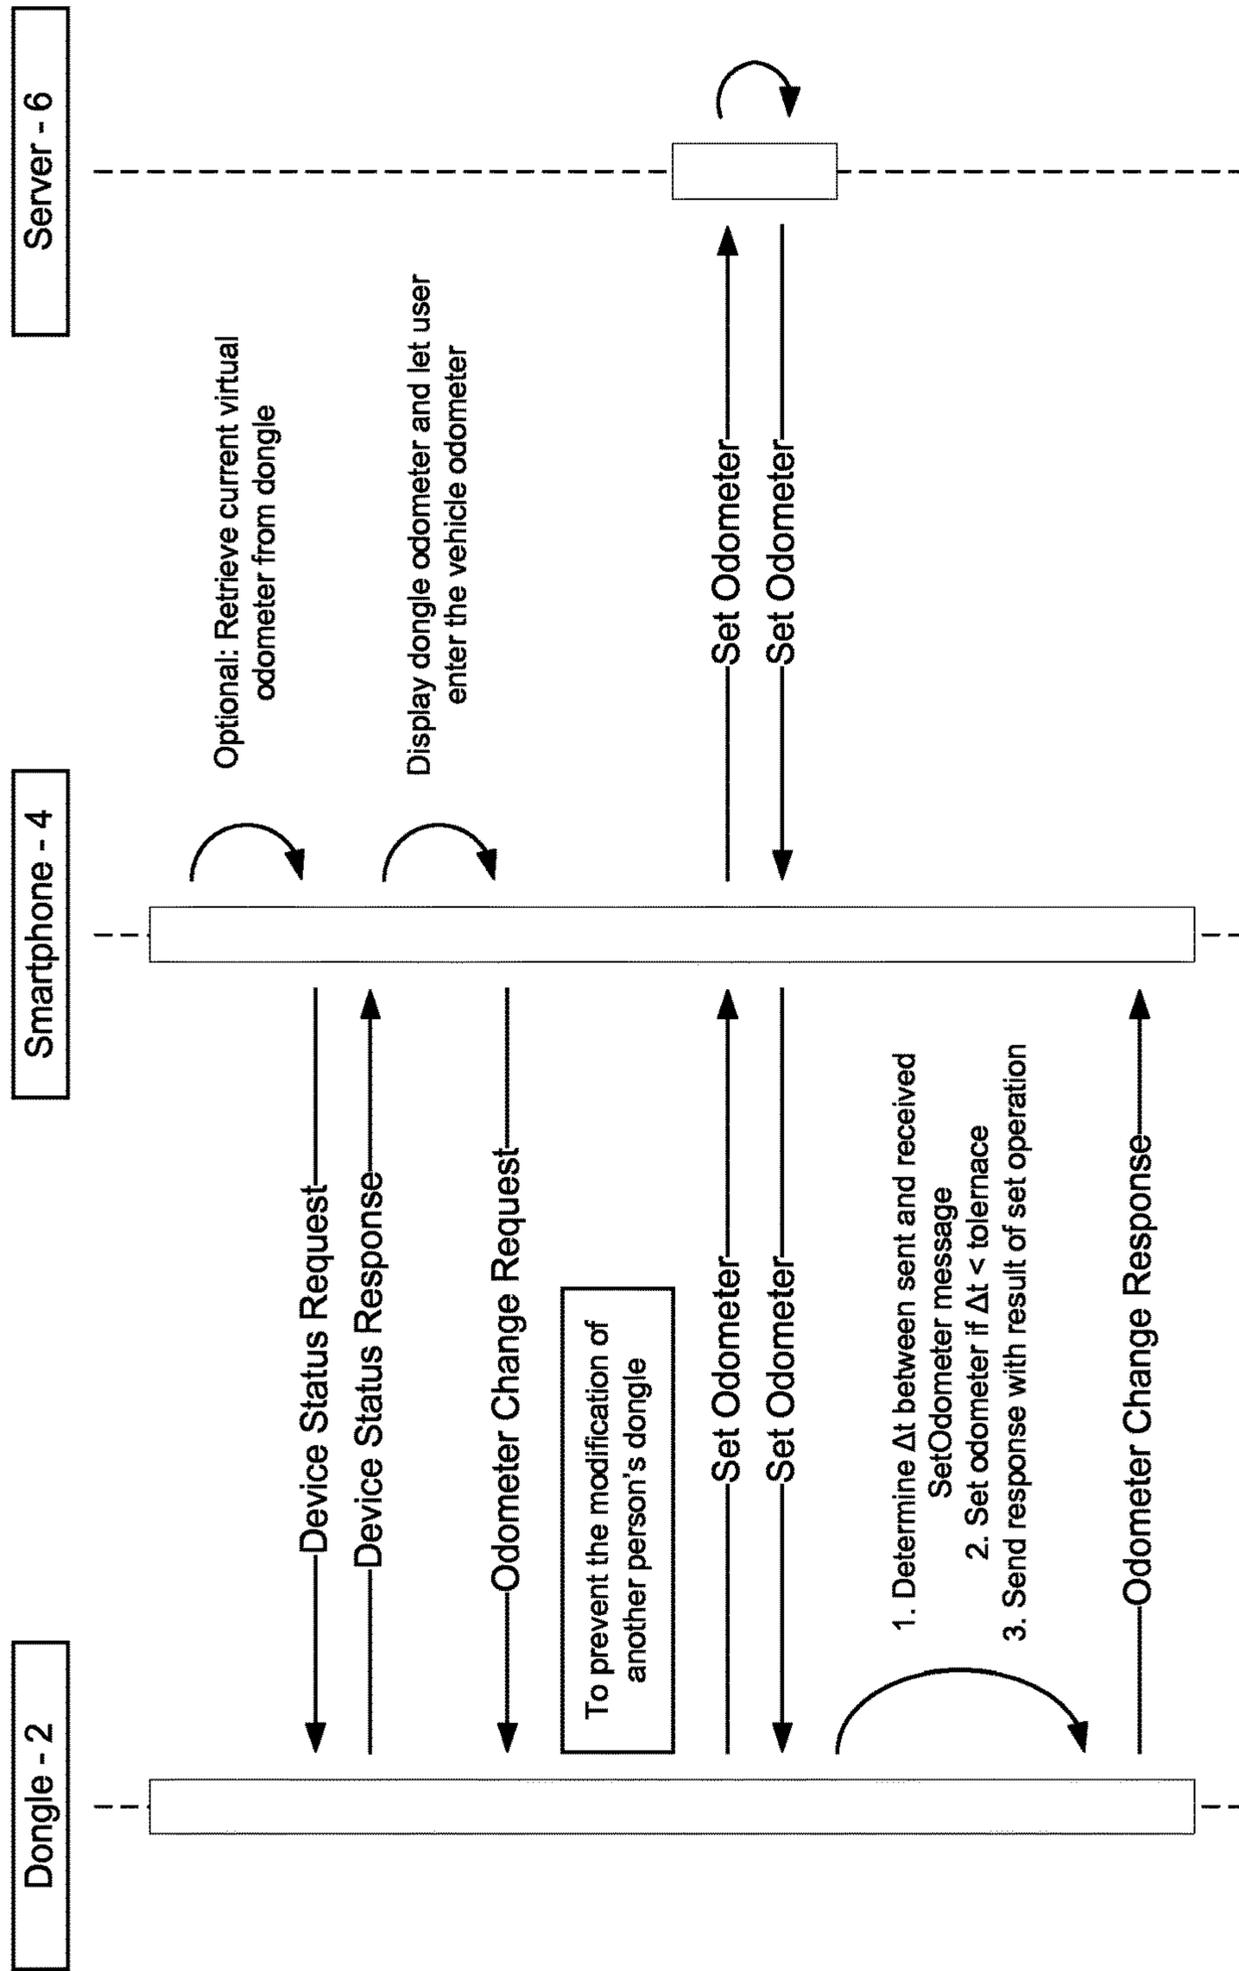 Dongle - 2
Smartphone - 4
Server - 6
Optional: Retrieve current virtual
odometer from dongle
Device Status Request
Device Status Response
Display dongle odometer and let user
enter the vehicle odometer
Odometer Change Request
To prevent the modification of
another person's dongle
Set Odometer
Set Odometer
Set Odometer
Set Odometer
1. Determine Δt between sent and received
SetOdometer message
2. Set odometer if Δt < tolernace
3. Send response with result of set operation
Odometer Change Response